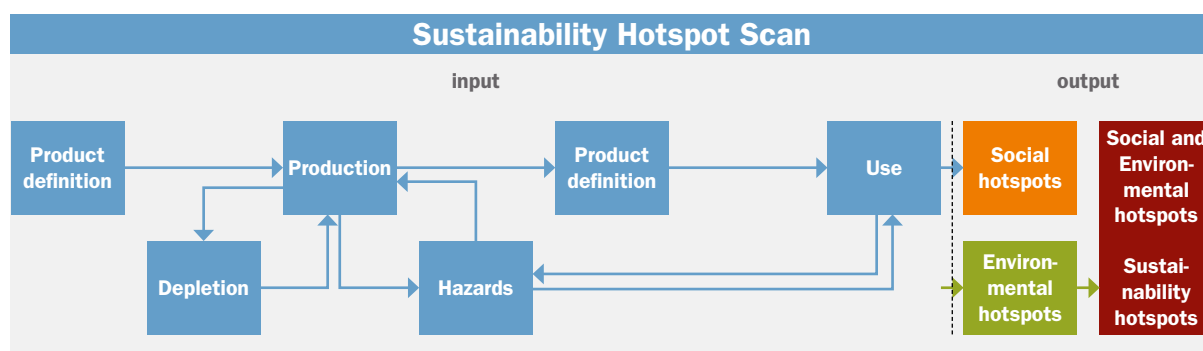 Sustainability Hotspot Scan
input
output
Product
definition
Production
Product
definition
Use
Social
hotspots
Social and
Environ-
mental
hotspots
Depletion
Hazards
Environ-
mental
hotspots
Sustai-
nability
hotspots